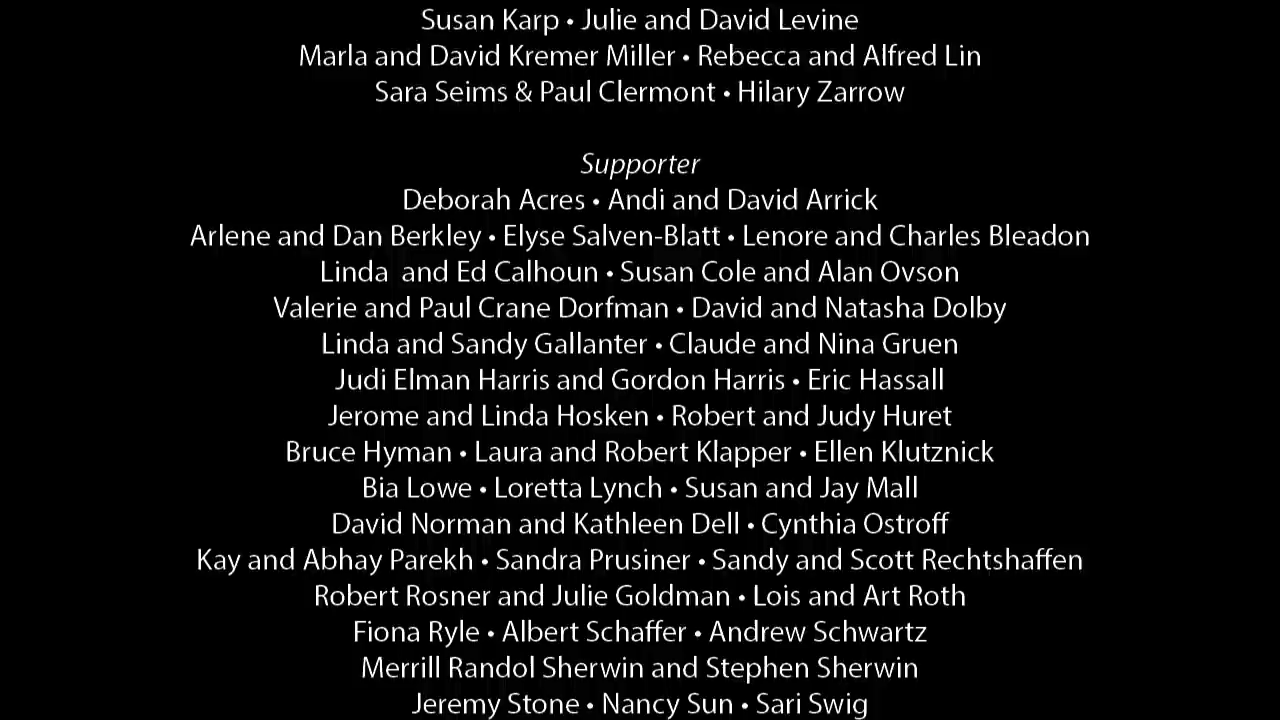 Susan Karp • Julie and David Levine
Marla and David Kremer Miller • Rebecca and Alfred Lin
Sara Seims & Paul Clermont • Hilary Zarrow
Supporter
Deborah Acres • Andi and David Arrick
Arlene and Dan Berkley • Elyse Salven-Blatt • Lenore and Charles Bleadon
Linda  and Ed Calhoun • Susan Cole and Alan Ovson
Valerie and Paul Crane Dorfman • David and Natasha Dolby
Linda and Sandy Gallanter • Claude and Nina Gruen
Judi Elman Harris and Gordon Harris • Eric Hassall
Jerome and Linda Hosken • Robert and Judy Huret
Bruce Hyman • Laura and Robert Klapper • Ellen Klutznick
Bia Lowe • Loretta Lynch • Susan and Jay Mall
David Norman and Kathleen Dell • Cynthia Ostroff
Kay and Abhay Parekh • Sandra Prusiner • Sandy and Scott Rechtshaffen
Robert Rosner and Julie Goldman • Lois and Art Roth
Fiona Ryle • Albert Schaffer • Andrew Schwartz
Merrill Randol Sherwin and Stephen Sherwin
Jeremy Stone • Nancy Sun • Sari Swig